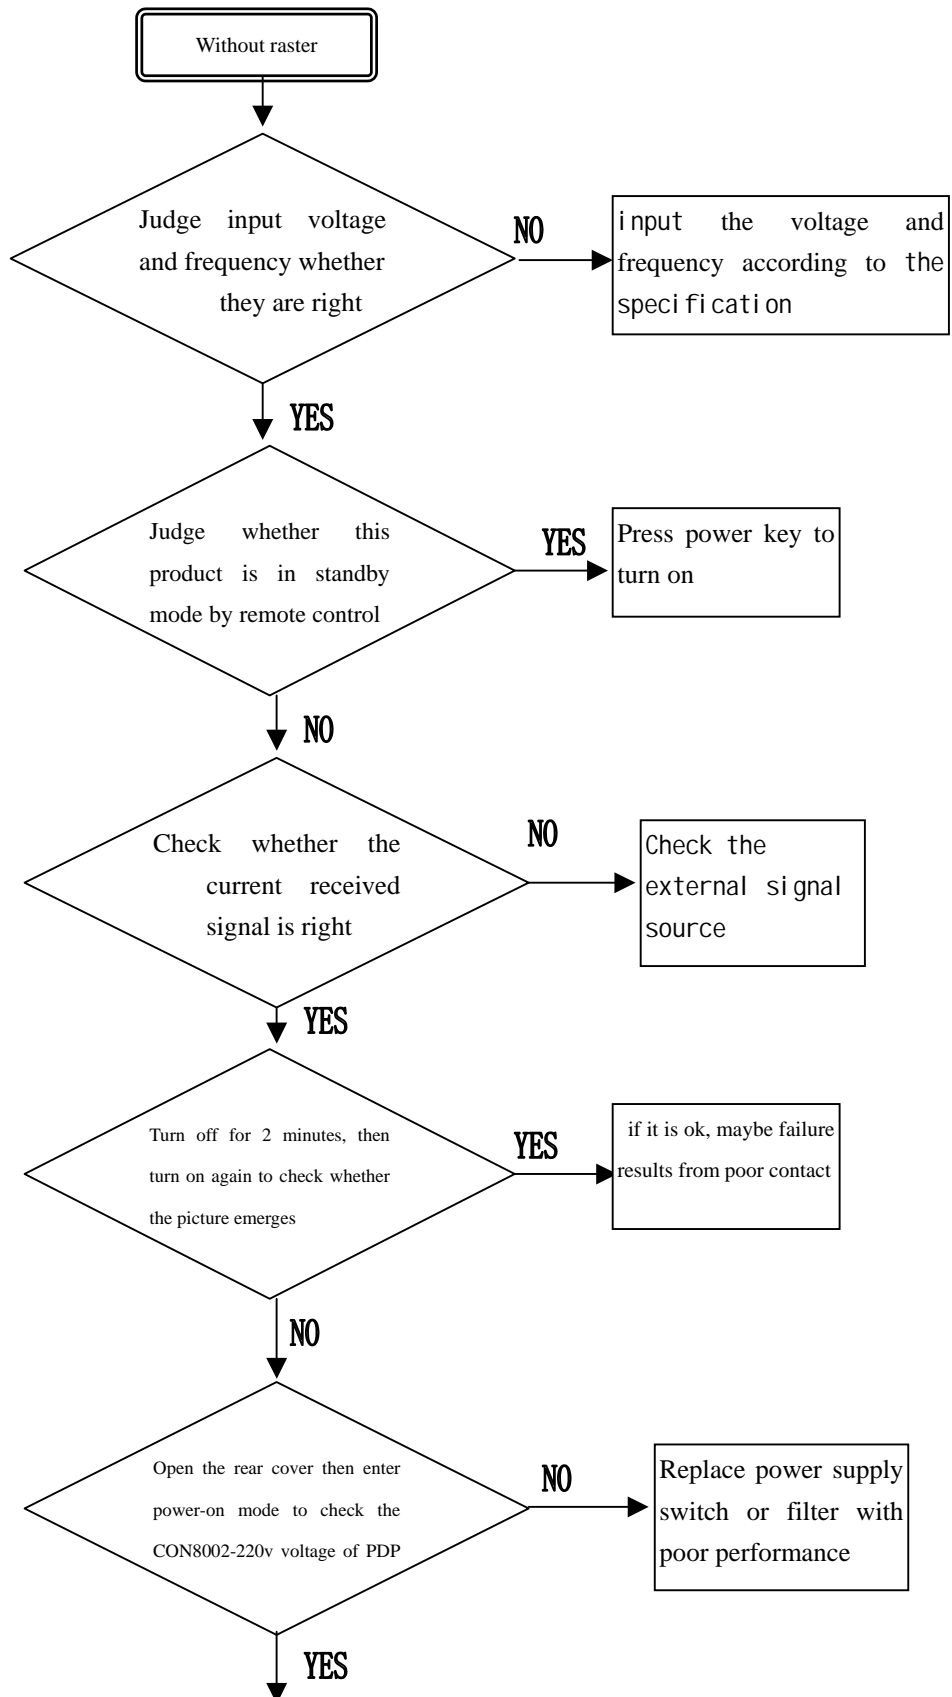 Without raster
Judge input voltage
and frequency whether
they are right
NO
input the voltage and
frequency according to the
specification
YES
Judge whether this
product is in standby
mode by remote control
YES
Press power key to
turn on
NO
Check whether the
current received
signal is right
NO
Check the
external signal
source
YES
Turn off for 2 minutes, then
turn on again to check whether
the picture emerges
YES
if it is ok, maybe failure
results from poor contact
NO
Open the rear cover then enter
power-on mode to check the
CON8002-220v voltage of PDP
NO
Replace power supply
switch or filter with
poor performance
YES